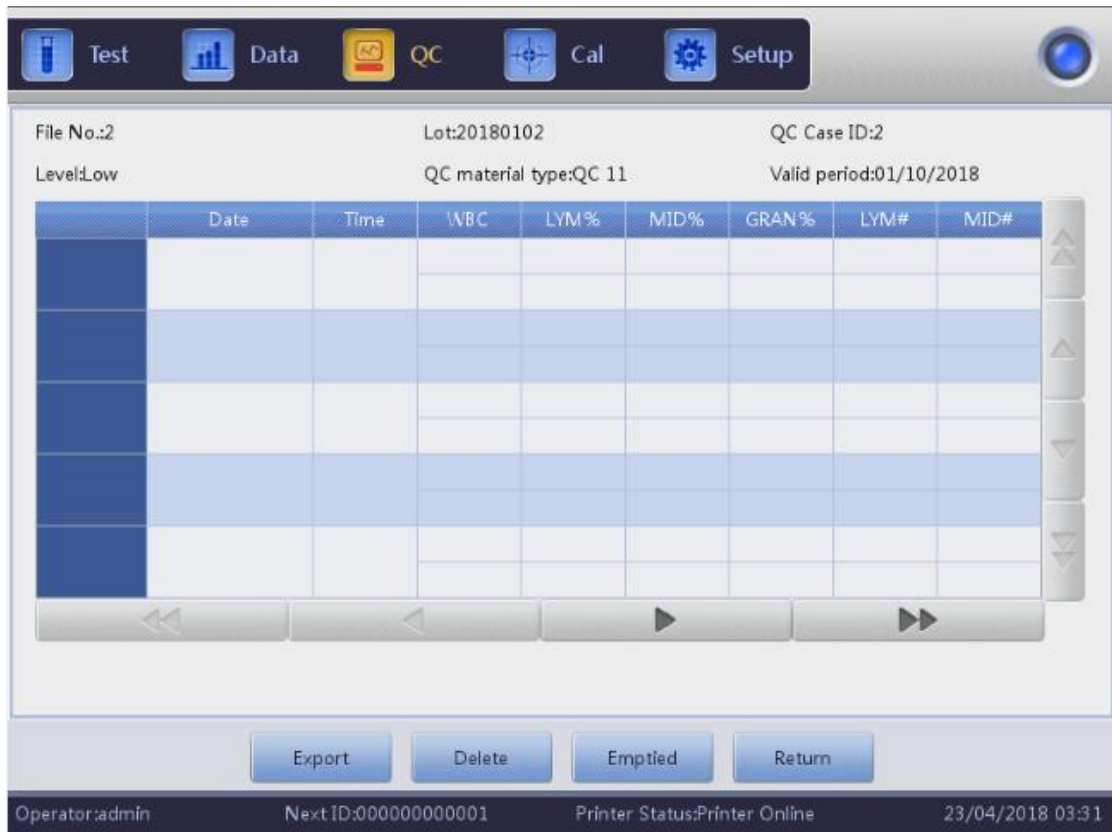 Test Data QC Cal Setup
File No.:2 Lot:20180102 QC Case ID:2
Level:Low QC material type:QC 11 Valid period:01/10/2018
Date Time WBC LYM% MID% GRAN% LYM# MID#
Export Delete Emptied Return
Operator:admin Next ID:000000000001 Printer Status:Printer Online 23/04/2018 03:31